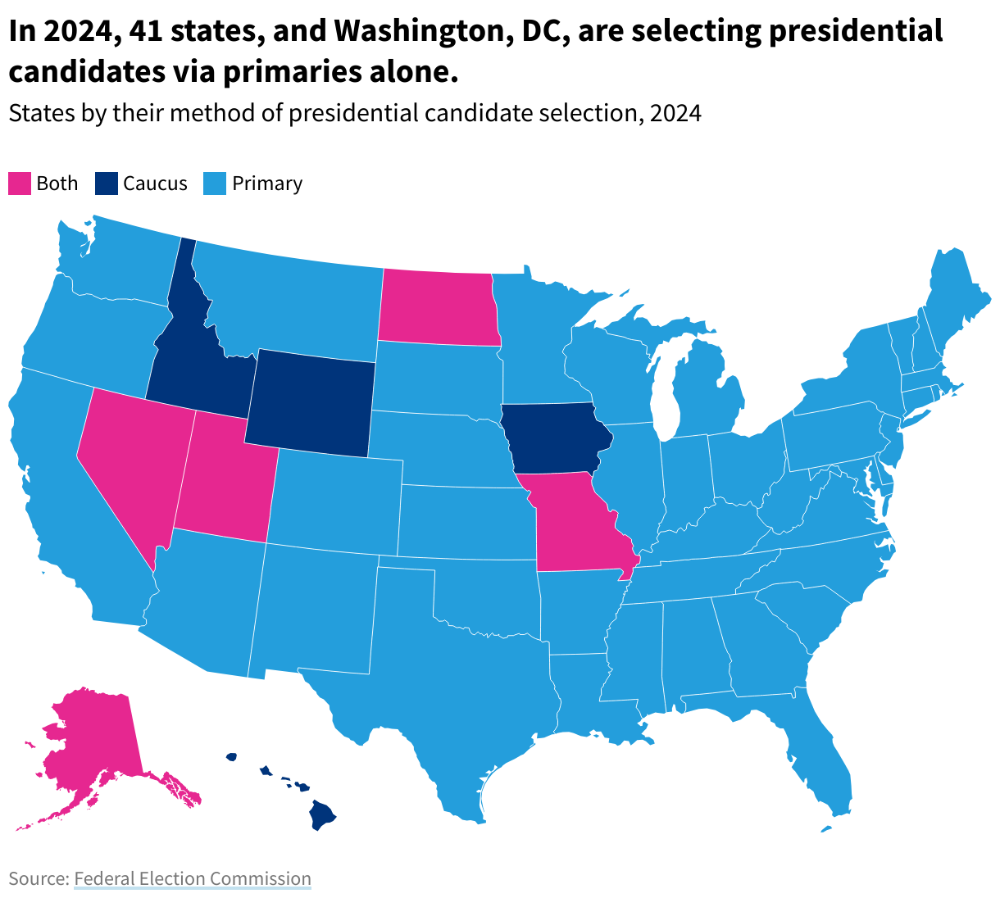 In 2024, 41 states, and Washington, DC, are selecting presidential
candidates via primaries alone.
States by their method of presidential candidate selection, 2024
Both Caucus Primary
Source: Federal Election Commission